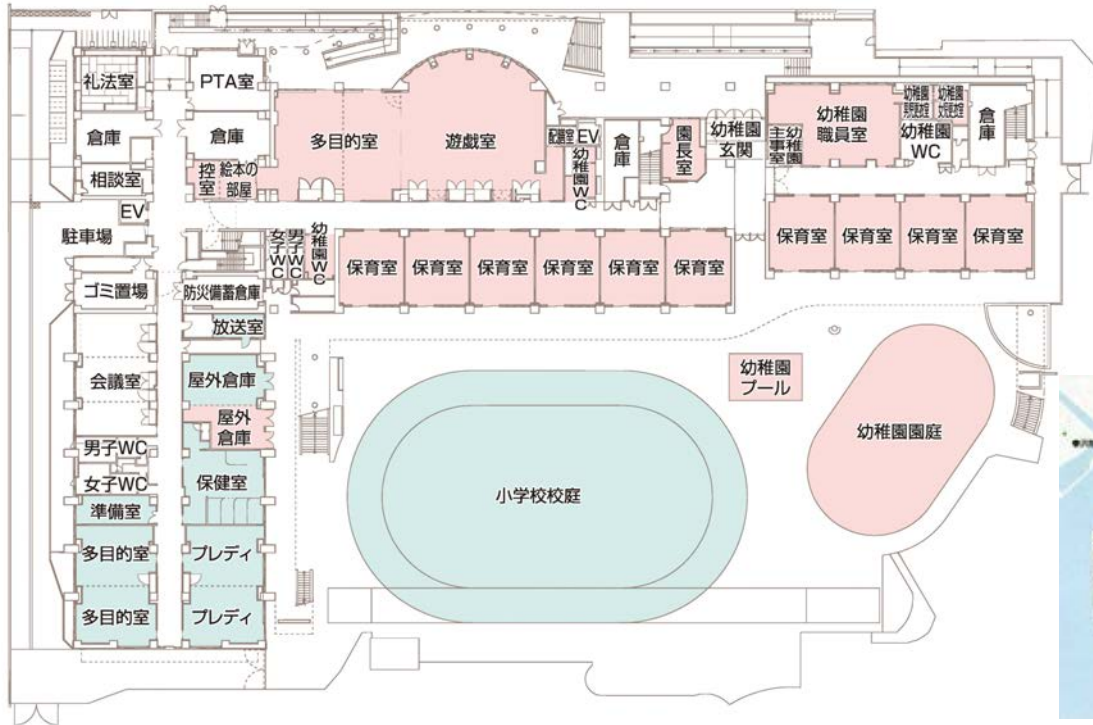 礼法室
PTA室
倉庫
倉庫
相談室
控室
絵本の
部屋
EV
駐車場
ゴミ置場
防災備蓄倉庫
放送室
会議室
屋外倉庫
屋外
倉庫
男子WC
女子WC
保健室
準備室
多目的室
プレディ
多目的室
プレディ
多目的室
遊戯室
配膳室
EV
幼稚園WC
倉庫
園長室
幼稚園
玄関
幼稚園
主事室
幼稚園
職員室
幼稚園
WC
倉庫
女子WC
男子WC
幼稚園WC
保育室
保育室
保育室
保育室
保育室
保育室
保育室
保育室
保育室
保育室
幼稚園
プール
幼稚園園庭
小学校校庭